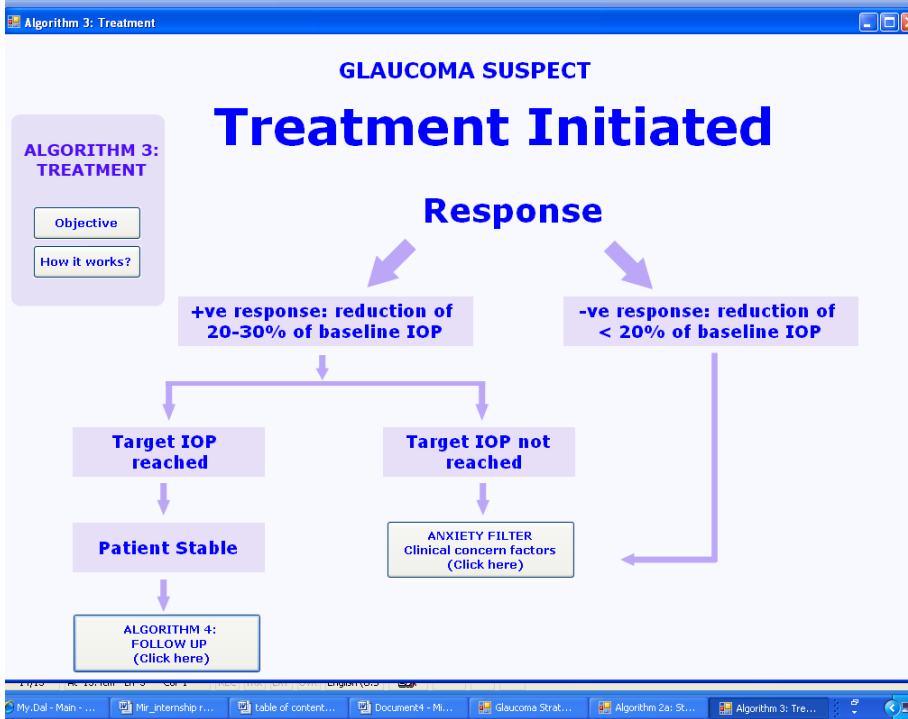 Algorithm 3: Treatment
GLAUCOMA SUSPECT
Treatment Initiated
ALGORITHM 3:
TREATMENT
Objective
How it works?
Response
+ve response: reduction of
20-30% of baseline IOP
-ve response: reduction of
< 20% of baseline IOP
Target IOP
reached
Target IOP not
reached
Patient Stable
ANXIETY FILTER
Clinical concern factors
(Click here)
ALGORITHM 4:
FOLLOW UP
(Click here)
My.Dal - Main - ...
Mir_internship r...
table of content...
Document4 - Mi...
Glaucoma Strat...
Algorithm 2a: St...
Algorithm 3: Tre...